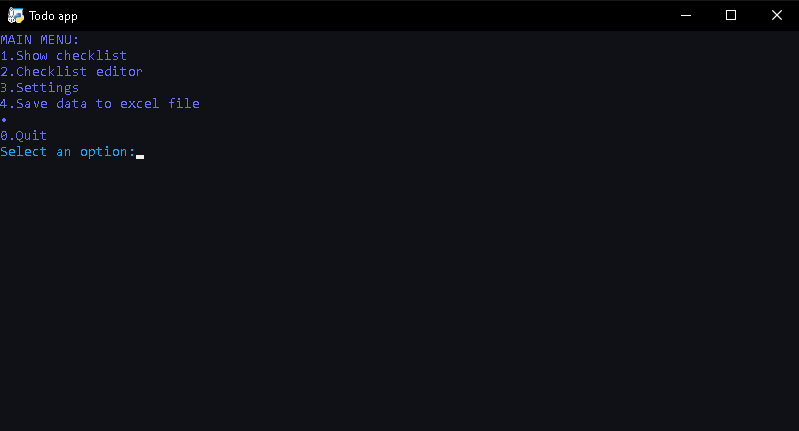 Todo app
MAIN MENU:
1.Show checklist
2.Checklist editor
3.Settings
4.Save data to excel file
•
0.Quit
Select an option: